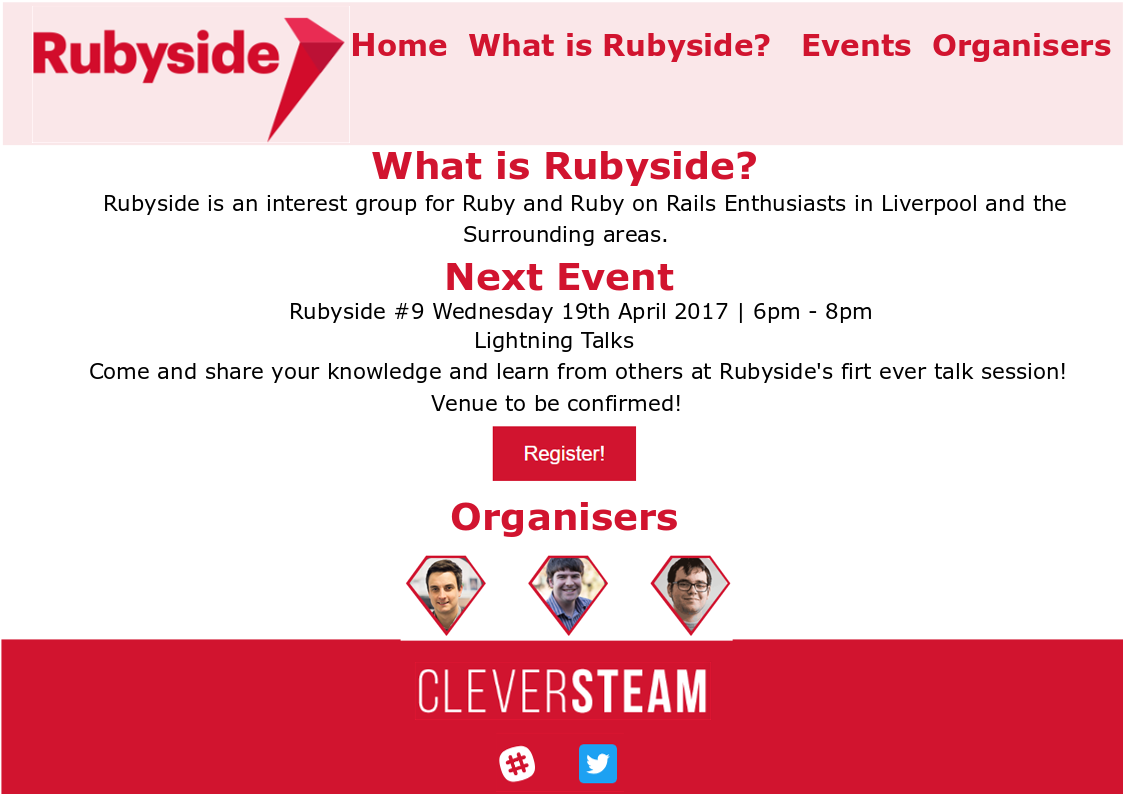 Rubyside
Home What is Rubyside? Events Organisers
What is Rubyside?
Rubyside is an interest group for Ruby and Ruby on Rails Enthusiasts in Liverpool and the
Surrounding areas.
Next Event
Rubyside #9 Wednesday 19th April 2017 | 6pm - 8pm
Lightning Talks
Come and share your knowledge and learn from others at Rubyside's firt ever talk session!
Venue to be confirmed!
Register!
Organisers
CLEVERSTEAM